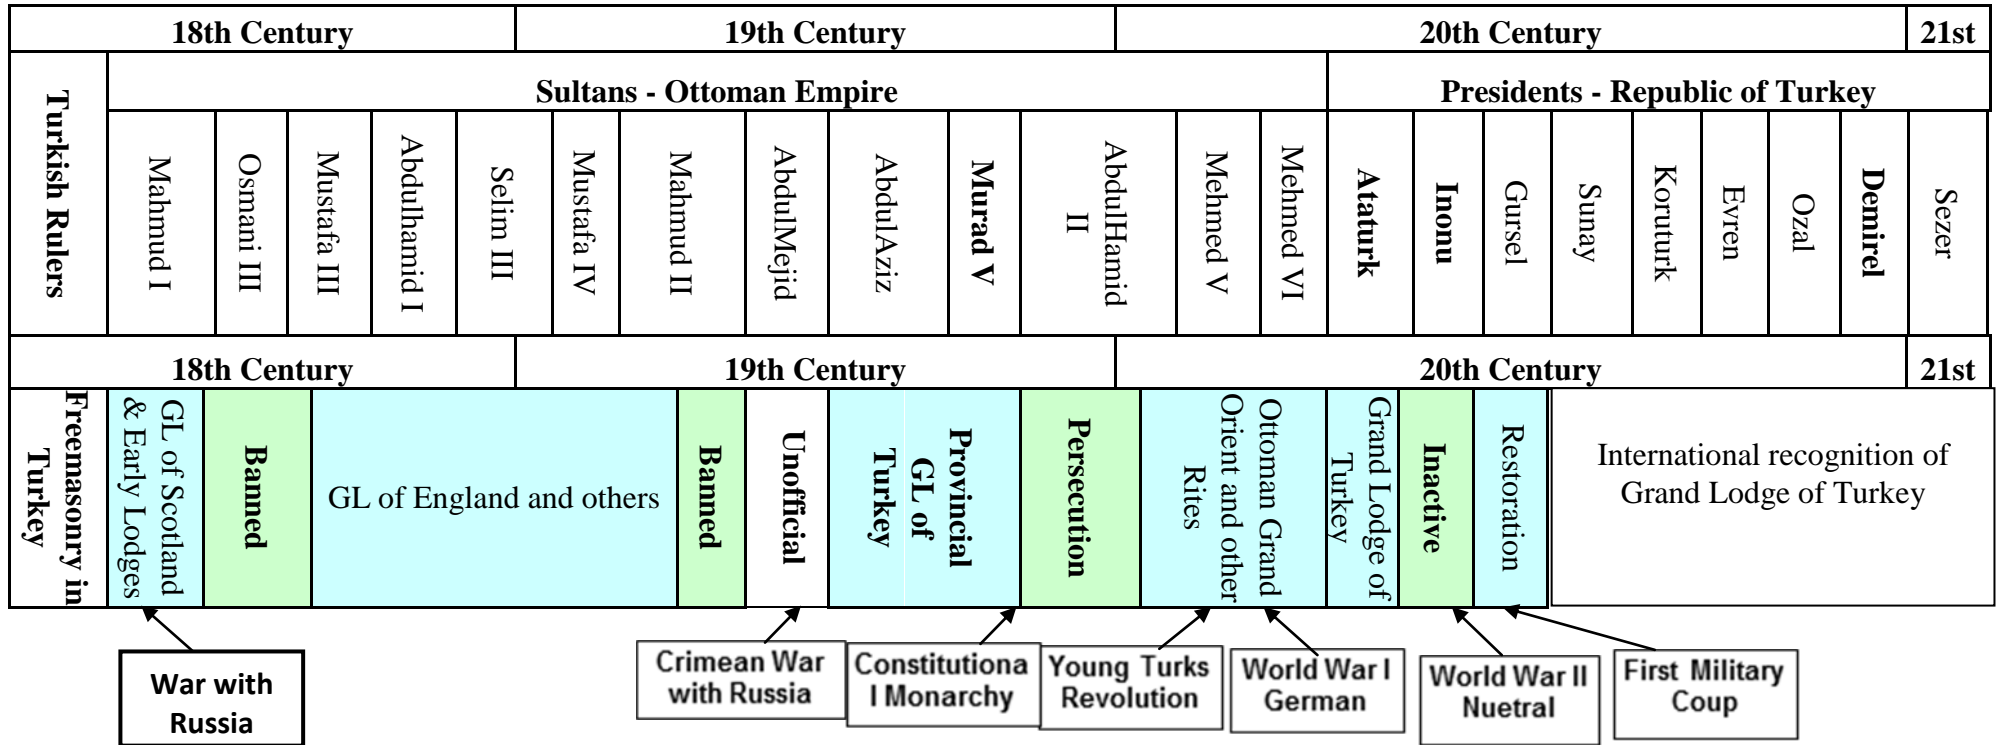 18th Century
19th Century
20th Century
21st
Turkish Rulers
Sultans - Ottoman Empire
Presidents - Republic of Turkey
Mahmud I
Osmani III
Mustafa III
Abdulhamid I
Selim III
Mustafa IV
Mahmud II
AbdulMejid
AbdulAziz
Murad V
AbdulHamid
II
Mehmed V
Mehmed VI
Ataturk
Inonu
Gursel
Sunay
Koruturk
Evren
Ozal
Demirel
Sezer
18th Century
19th Century
20th Century
21st
Freemasonry in
Turkey
GL of Scotland
& Early Lodges
Banned
GL of England and others
Banned
Unofficial
Provincial
GL of
Turkey
Persecution
Ottoman Grand
Orient and other
Rites
Grand Lodge of
Turkey
Inactive
Restoration
International recognition of
Grand Lodge of Turkey
War with
Russia
Crimean War
with Russia
Constitutiona
l Monarchy
Young Turks
Revolution
World War I
German
World War II
Nuetral
First Military
Coup